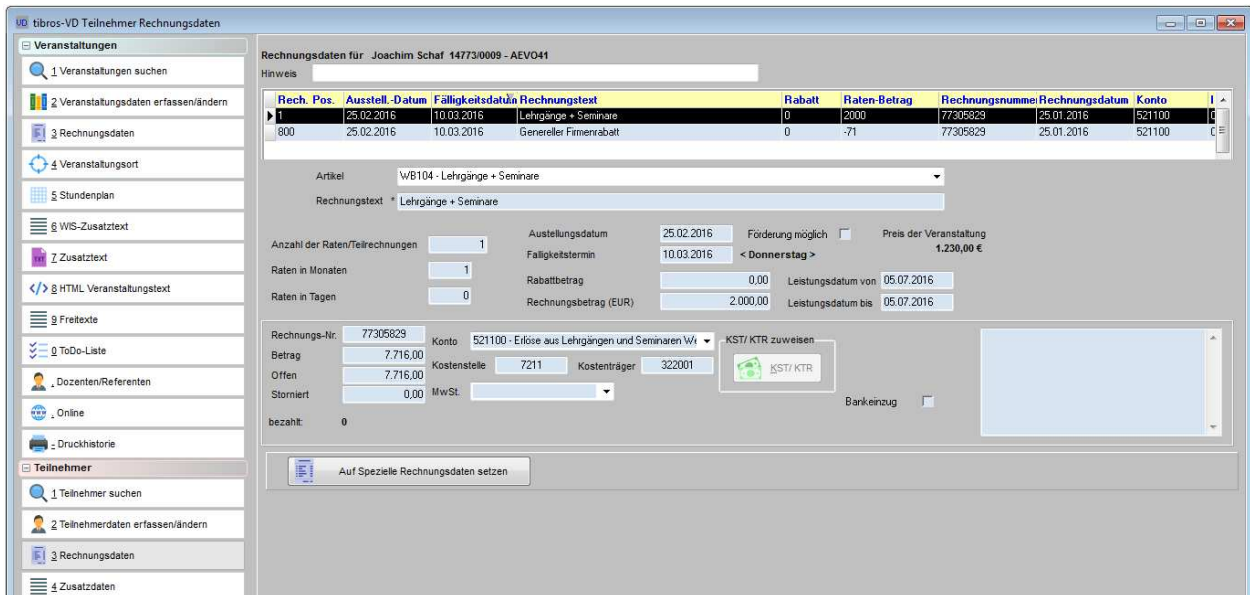 VD tibros-VD Teilnehmer Rechnungsdaten
Veranstaltungen
1 Veranstaltungen suchen
2 Veranstaltungsdaten erfassen/ändern
3 Rechnungsdaten
4 Veranstaltungsort
5 Stundenplan
6 WIS-Zusatztext
7 Zusatztext
8 HTML Veranstaltungstext
9 Freitexte
0 ToDo-Liste
. Dozenten/Referenten
. Online
- Druckhistorie
Teilnehmer
1 Teilnehmer suchen
2 Teilnehmerdaten erfassen/ändern
3 Rechnungsdaten
4 Zusatzdaten
Rechnungsdaten für Joachim Schaf 14773/0009 - AEVO41
Hinweis
Rech. Pos. Ausstell.-Datum Fälligkeitsdatum Rechnungstext Rabatt Raten-Betrag Rechnungsnumme Rechnungsdatum Konto
1 25.02.2016 10.03.2016 Lehrgänge + Seminare 0 2000 77305829 25.01.2016 521100
800 25.02.2016 10.03.2016 Genereller Firmenrabatt 0 -71 77305829 25.01.2016 521100
Artikel WB104 - Lehrgänge + Seminare
Rechnungstext * Lehrgänge + Seminare
Anzahl der Raten/Teilrechnungen 1
Raten in Monaten 1
Raten in Tagen 0
Austellungsdatum 25.02.2016 Förderung möglich Preis der Veranstaltung
Falligkeitstermin 10.03.2016 < Donnerstag > 1.230,00 €
Rabattbetrag 0,00 Leistungsdatum von 05.07.2016
Rechnungsbetrag (EUR) 2.000,00 Leistungsdatum bis 05.07.2016
Rechnungs-Nr. 77305829
Betrag 7.716,00
Offen 7.716,00
Storniert 0,00
bezahlt: 0
Konto 521100 - Erlöse aus Lehrgängen und Seminaren We
Kostenstelle 7211 Kostenträger 322001
MwSt.
KST/ KTR zuweisen
KST/ KTR
Bankeinzug
Auf Spezielle Rechnungsdaten setzen